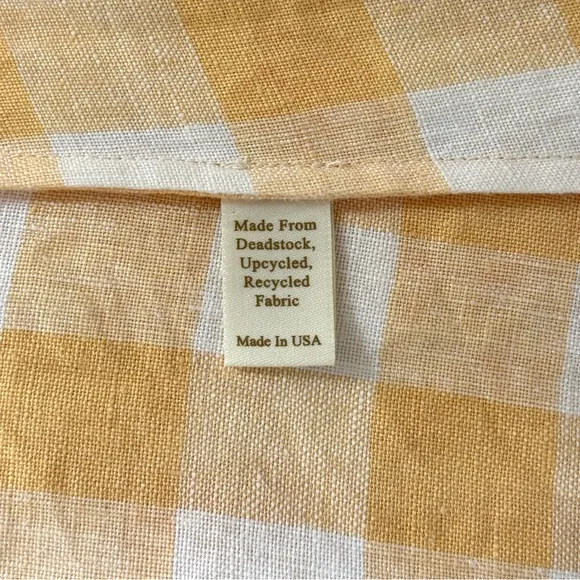 Made From
Deadstock,
Upcycled,
Recycled
Fabric
Made In USA